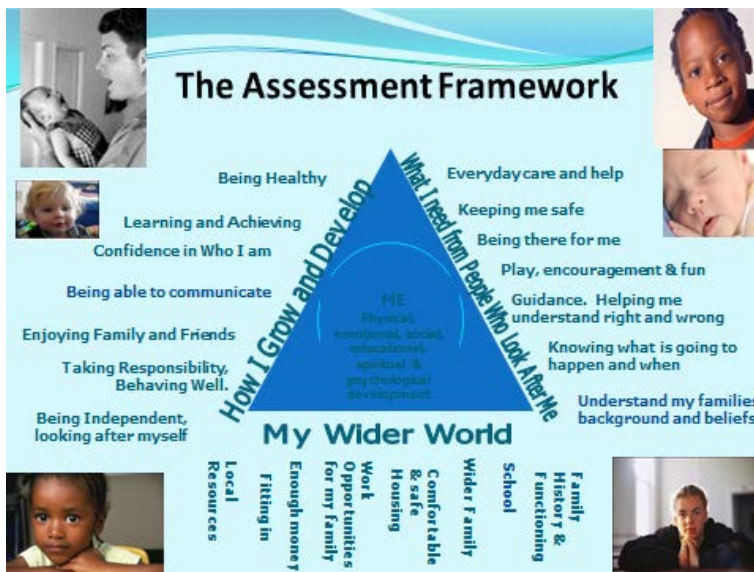 The Assessment Framework
Being Healthy
Learning and Achieving
Confidence in Who I am
Being able to communicate
Enjoying Family and Friends
Taking Responsibility,
Behaving Well.
Being Independent,
looking after myself
How I Grow and Develop
ME
Physical,
emotional, social,
educational,
spiritual &
psychological
development
What I need from People Who Look After Me
Everyday care and help
Keeping me safe
Being there for me
Play, encouragement & fun
Guidance. Helping me
understand right and wrong
Knowing what is going to
happen and when
Understand my families
background and beliefs
My Wider World
Local
Resources
Fitting in
Enough money
Work
Opportunities
for my family
Comfortable
& safe
Housing
Wider Family
School
Family
History &
Functioning